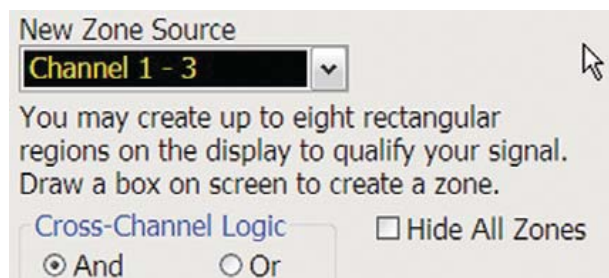 New Zone Source
Channel 1 - 3
You may create up to eight rectangular
regions on the display to qualify your signal.
Draw a box on screen to create a zone.
Cross-Channel Logic
Hide All Zones
And Or